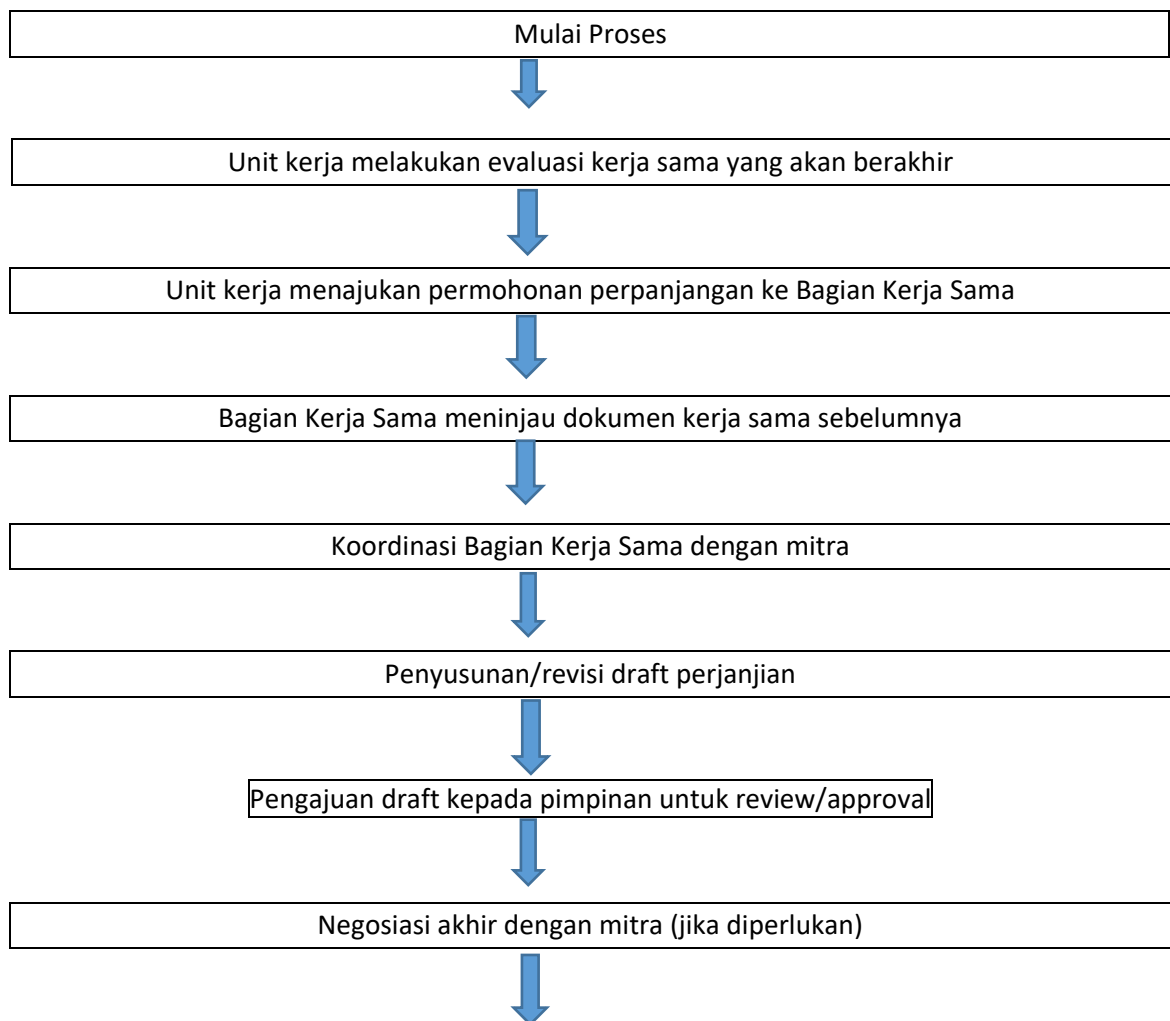 Mulai Proses
Unit kerja melakukan evaluasi kerja sama yang akan berakhir
Unit kerja menajukan permohonan perpanjangan ke Bagian Kerja Sama
Bagian Kerja Sama meninjau dokumen kerja sama sebelumnya
Koordinasi Bagian Kerja Sama dengan mitra
Penyusunan/revisi draft perjanjian
Pengajuan draft kepada pimpinan untuk review/approval
Negosiasi akhir dengan mitra (jika diperlukan)